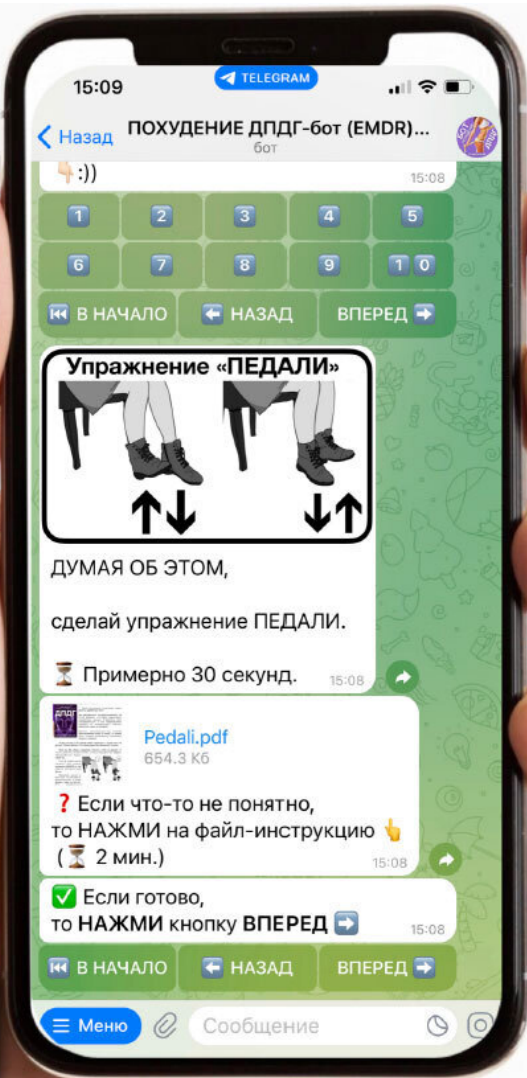 15:09
TELEGRAM
Назад
ПОХУДЕНИЕ ДПДГ-бот (EMDR)...
бот
👇🏻:))
15:08
1 2 3 4 5
6 7 8 9 10
⏮ В НАЧАЛО ⬅ НАЗАД ВПЕРЕД ➡
Упражнение «ПЕДАЛИ»
ДУМАЯ ОБ ЭТОМ,
сделай упражнение ПЕДАЛИ.
⏳ Примерно 30 секунд.
15:08
Pedali.pdf
654.3 Кб
❓ Если что-то не понятно,
то НАЖМИ на файл-инструкцию 👆
(⏳ 2 мин.)
15:08
✅ Если готово,
то НАЖМИ кнопку ВПЕРЕД ➡
15:08
⏮ В НАЧАЛО ⬅ НАЗАД ВПЕРЕД ➡
Меню
Сообщение